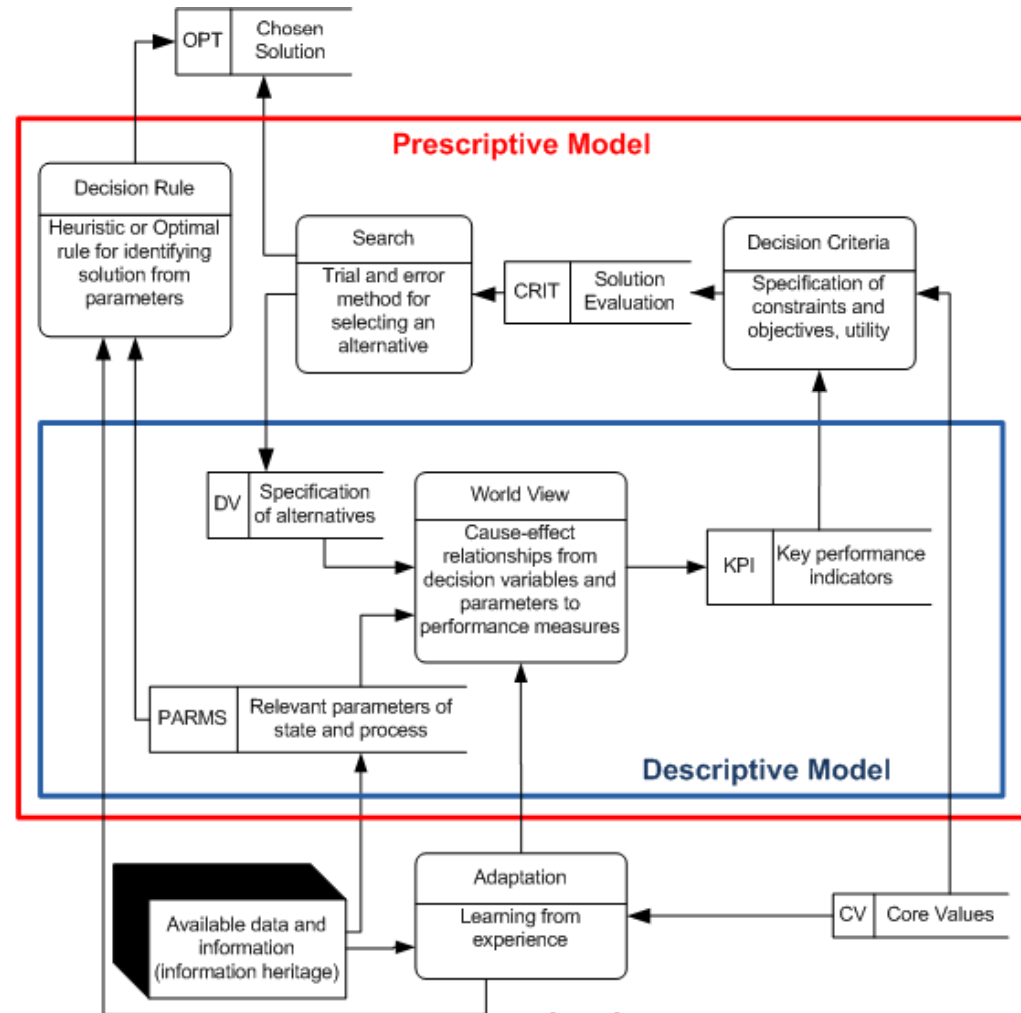 OPT
Chosen
Solution
Prescriptive Model
Decision Rule
Heuristic or Optimal
rule for identifying
solution from
parameters
Search
Trial and error
method for
selecting an
alternative
CRIT
Solution
Evaluation
Decision Criteria
Specification of
constraints and
objectives, utility
DV
Specification
of alternatives
World View
Cause-effect
relationships from
decision variables and
parameters to
performance measures
KPI
Key performance
indicators
PARMS
Relevant parameters of
state and process
Descriptive Model
Available data and
information
(information heritage)
Adaptation
Learning from
experience
CV
Core Values